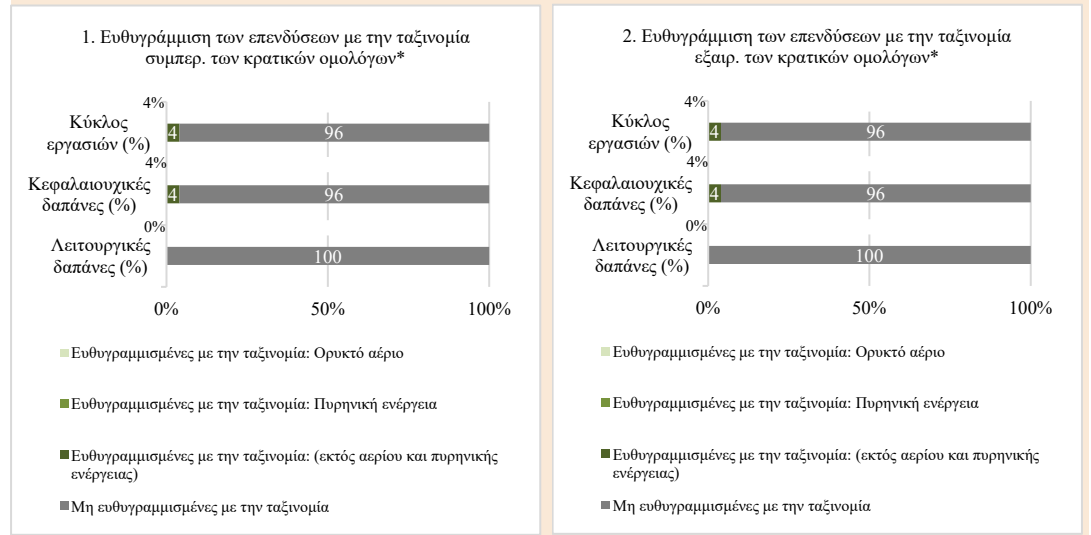 1. Ευθυγράμμιση των επενδύσεων με την ταξινομία
συμπερ. των κρατικών ομολόγων*
4%
Κύκλος
εργασιών (%)
4
96
4%
Κεφαλαιουχικές
δαπάνες (%)
4
96
0%
Λειτουργικές
δαπάνες (%)
100
0%
50%
100%
Ευθυγραμμισμένες με την ταξινομία: Ορυκτό αέριο
Ευθυγραμμισμένες με την ταξινομία: Πυρηνική ενέργεια
Ευθυγραμμισμένες με την ταξινομία: (εκτός αερίου και πυρηνικής
ενέργειας)
Μη ευθυγραμμισμένες με την ταξινομία
2. Ευθυγράμμιση των επενδύσεων με την ταξινομία
εξαιρ. των κρατικών ομολόγων*
4%
Κύκλος
εργασιών (%)
4
96
4%
Κεφαλαιουχικές
δαπάνες (%)
4
96
0%
Λειτουργικές
δαπάνες (%)
100
0%
50%
100%
Ευθυγραμμισμένες με την ταξινομία: Ορυκτό αέριο
Ευθυγραμμισμένες με την ταξινομία: Πυρηνική ενέργεια
Ευθυγραμμισμένες με την ταξινομία: (εκτός αερίου και πυρηνικής
ενέργειας)
Μη ευθυγραμμισμένες με την ταξινομία